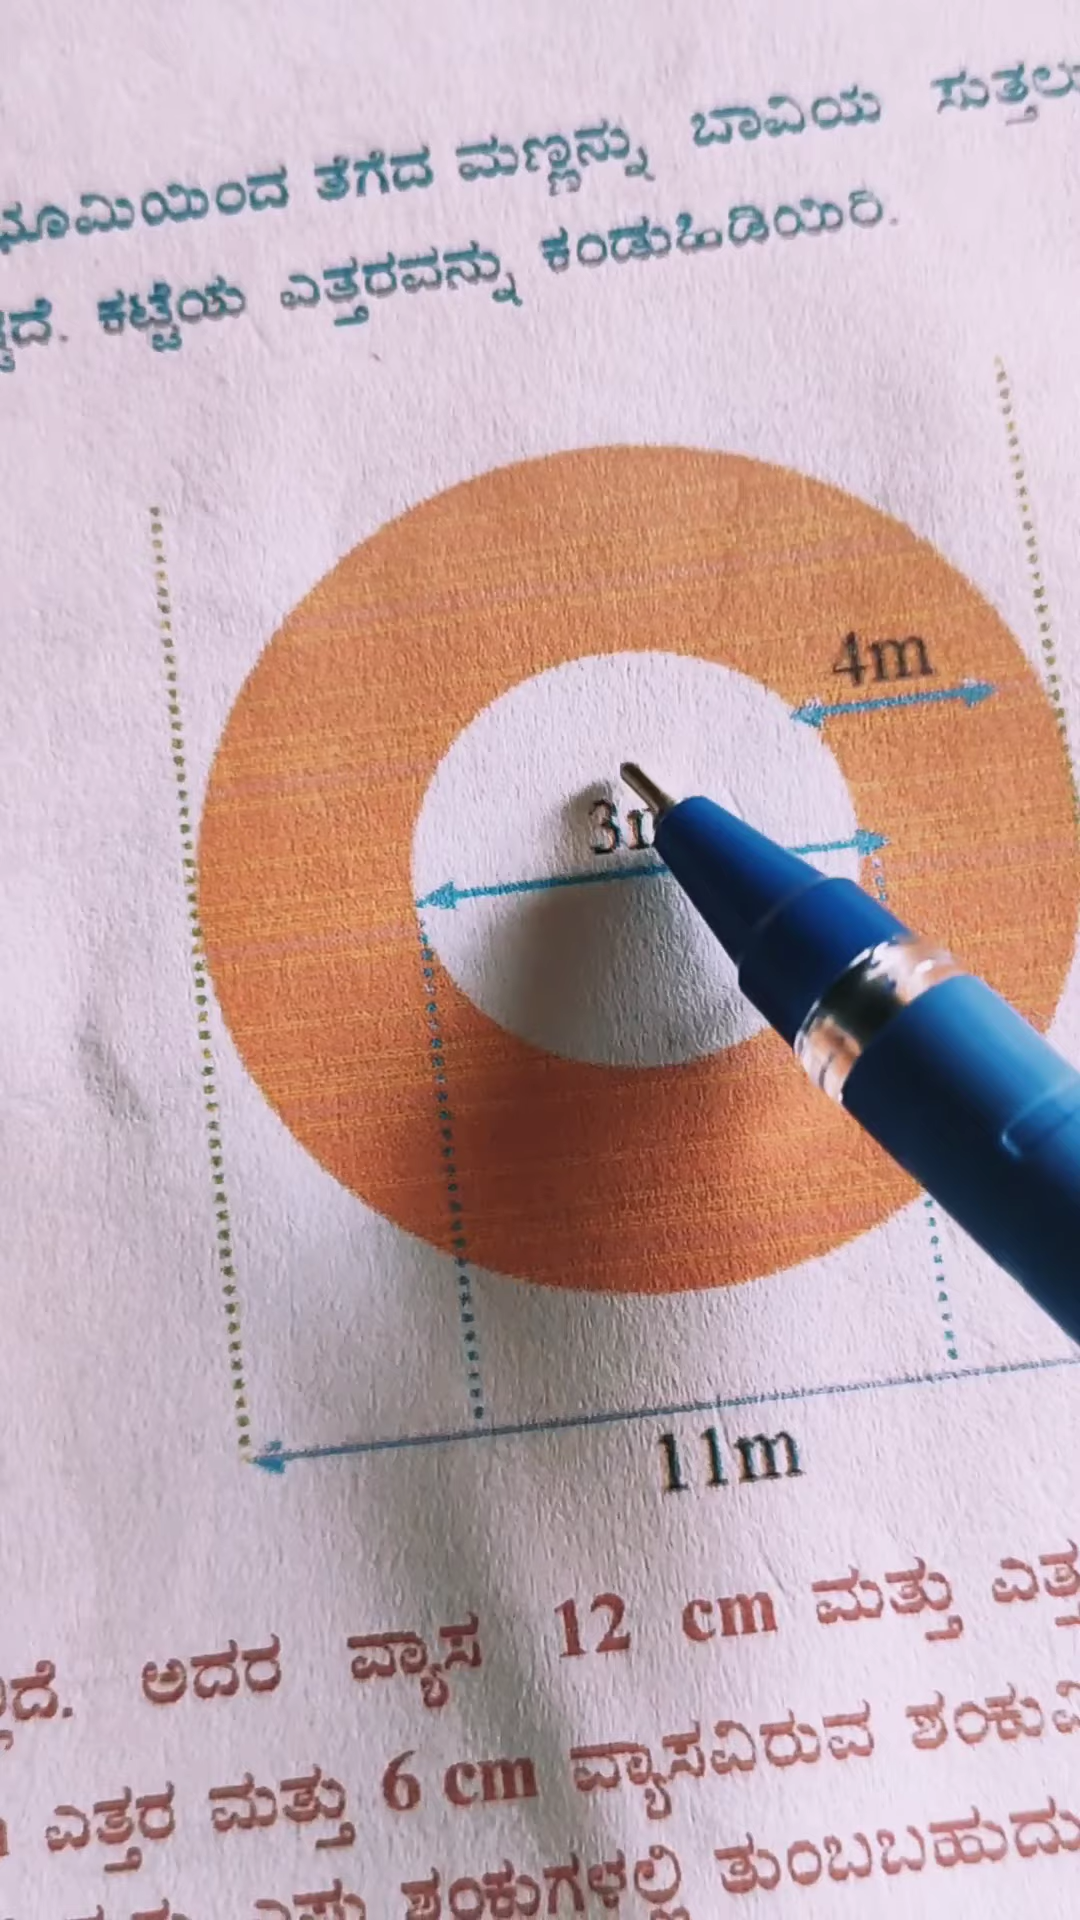 ಭೂಮಿಯಿಂದ ತೆಗೆದ ಮಣ್ಣನ್ನು ಬಾವಿಯ ಸುತ್ತಲು
ಕಟ್ಟೆಯ ಎತ್ತರವನ್ನು ಕಂಡುಹಿಡಿಯಿರಿ.
4m
11m
ಅದರ ವ್ಯಾಸ 12 cm ಮತ್ತು
ಎತ್ತರ ಮತ್ತು 6 cm ವ್ಯಾಸವಿರುವ
ಶಂಕುಗಳಲ್ಲಿ ತುಂಬಬಹುದು